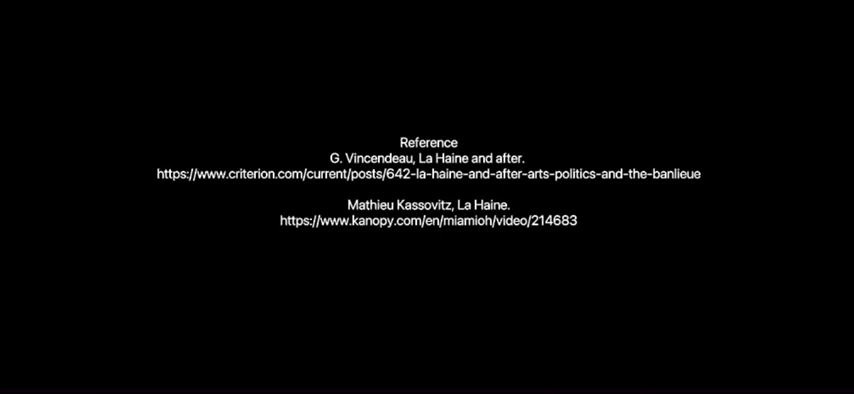 Reference
G. Vincendeau, La Haine and after.
https://www.criterion.com/current/posts/642-la-haine-and-after-arts-politics-and-the-banlieue
Mathieu Kassovitz, La Haine.
https://www.kanopy.com/en/miamioh/video/214683